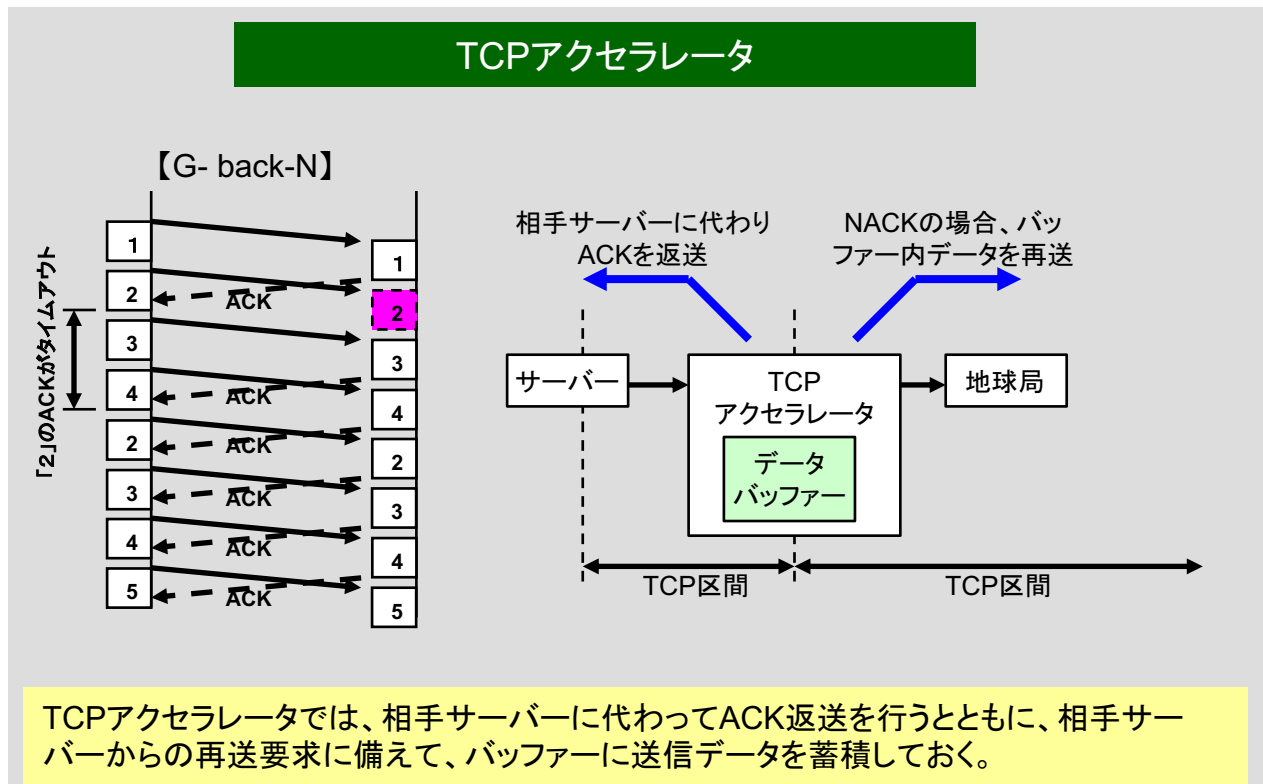 TCPアクセラレータ
【G- back-N】
「2」のACKがタイムアウト
1
2
3
4
2
3
4
5
1
2
3
4
2
3
4
5
ACK
ACK
ACK
ACK
ACK
ACK
相手サーバーに代わり
ACKを返送
NACKの場合、バッ
ファー内データを再送
サーバー
TCP
アクセラレータ
データ
バッファー
地球局
TCP区間
TCP区間
TCPアクセラレータでは、相手サーバーに代わってACK返送を行うとともに、相手サー
バーからの再送要求に備えて、バッファーに送信データを蓄積しておく。